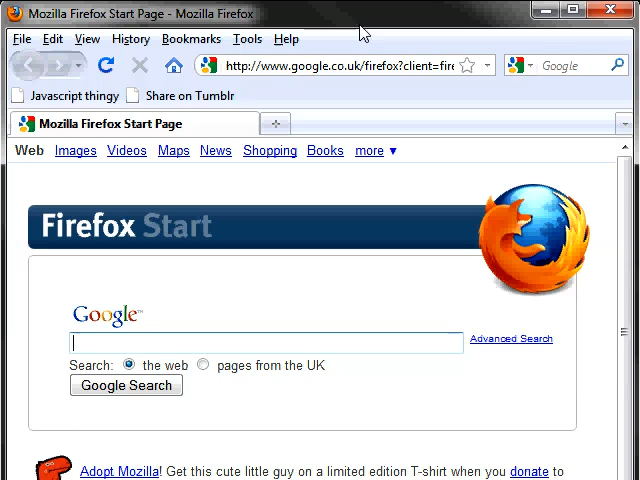 Mozilla Firefox Start Page - Mozilla Firefox
File Edit View History Bookmarks Tools Help
http://www.google.co.uk/firefox?client=fire Google
Javascript thingy Share on Tumblr
Mozilla Firefox Start Page
Web Images Videos Maps News Shopping Books more ▼
Firefox Start
Google™
Advanced Search
Search: the web pages from the UK
Google Search
Adopt Mozilla! Get this cute little guy on a limited edition T-shirt when you donate to